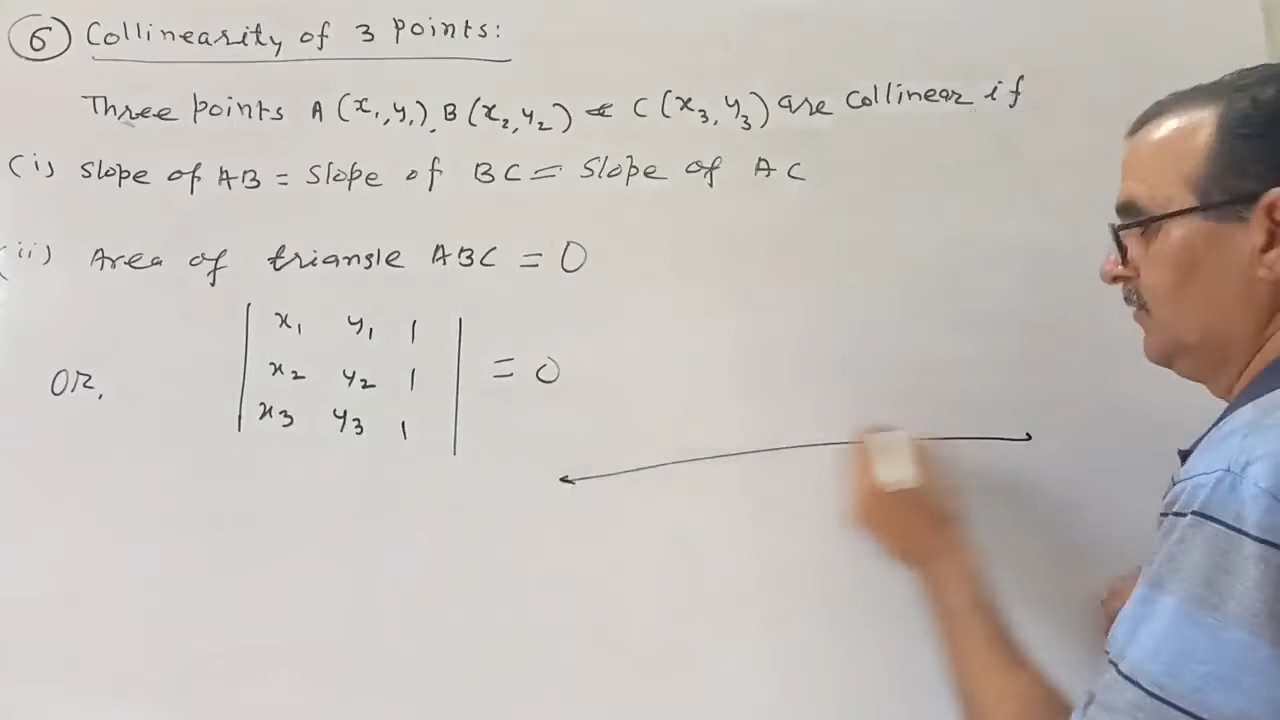 6 Collinearity of 3 points:
Three points A(x₁,y₁), B(x₂,y₂) & C(x₃,y₃) are collinear if
(i) Slope of AB = Slope of BC = Slope of AC
(ii) Area of triangle ABC = 0
OR,
x₁ y₁ 1
x₂ y₂ 1 = 0
x₃ y₃ 1